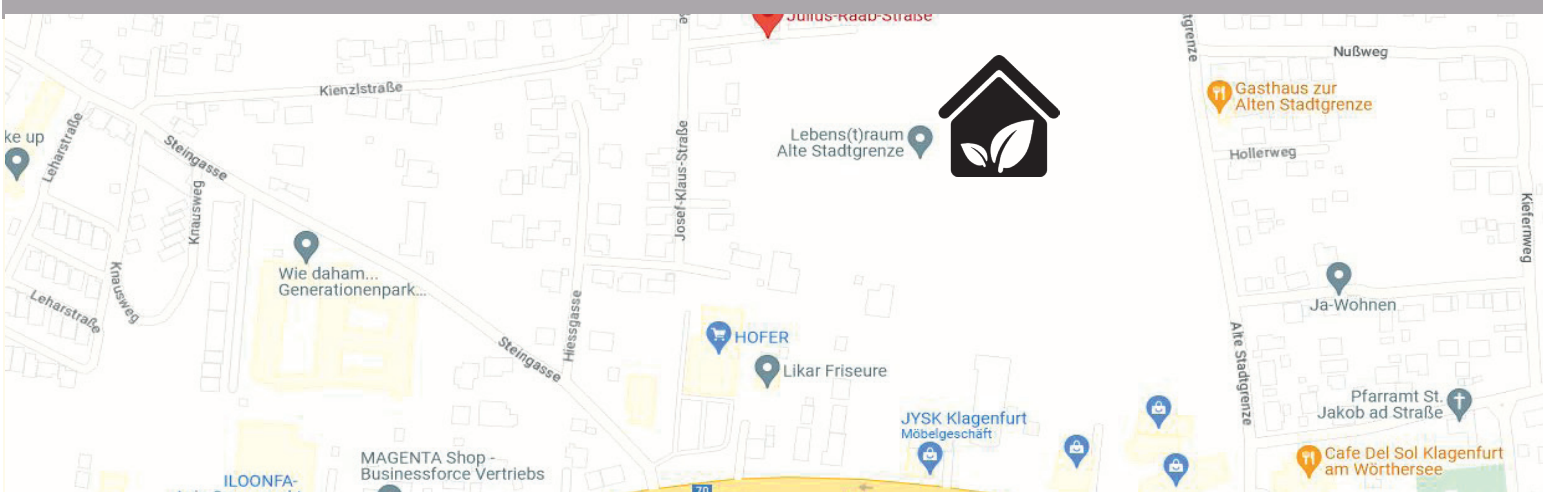 Julius-Raab-Straße
tgrenze
Nußweg
Kienzlstraße
Gasthaus zur
Alten Stadtgrenze
ke up
Leharstraße
Steingasse
Josef-Klaus-Straße
Lebens(t)raum
Alte Stadtgrenze
Hollerweg
Knausweg
Kiefernweg
Wie daham...
Generationenpark...
Knausweg
Leharstraße
Ja-Wohnen
Hiessgasse
Steingasse
HOFER
Likar Friseure
Alte Stadtgrenze
Pfarramt St.
Jakob ad Straße
JYSK Klagenfurt
Möbelgeschäft
MAGENTA Shop -
Businessforce Vertriebs
Cafe Del Sol Klagenfurt
am Wörthersee
ILOONFA-
70